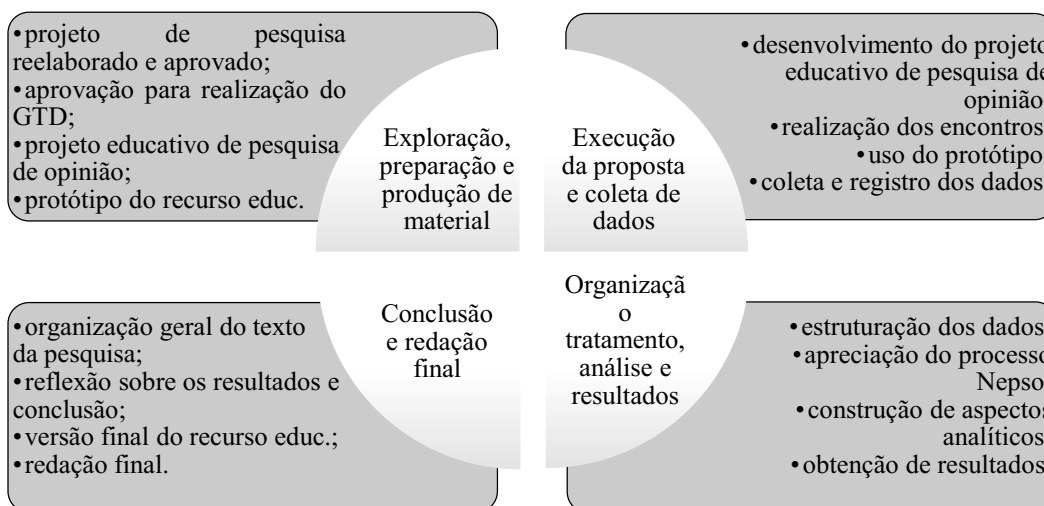 •projeto de pesquisa
reelaborado e aprovado;
•aprovação para realização do
GTD;
•projeto educativo de pesquisa
de opinião;
•protótipo do recurso educ.
Exploração,
preparação e
produção de
material
Execução
da proposta
e coleta de
dados
•desenvolvimento do projeto
educativo de pesquisa de
opinião
•realização dos encontros
•uso do protótipo
•coleta e registro dos dados
•organização geral do texto
da pesquisa;
•reflexão sobre os resultados e
conclusão;
•versão final do recurso educ.;
•redação final.
Conclusão
e redação
final
Organizaçã
o
tratamento,
análise e
resultados
•estruturação dos dados
•apreciação do processo
Nepso
•construção de aspectos
analíticos
•obtenção de resultados